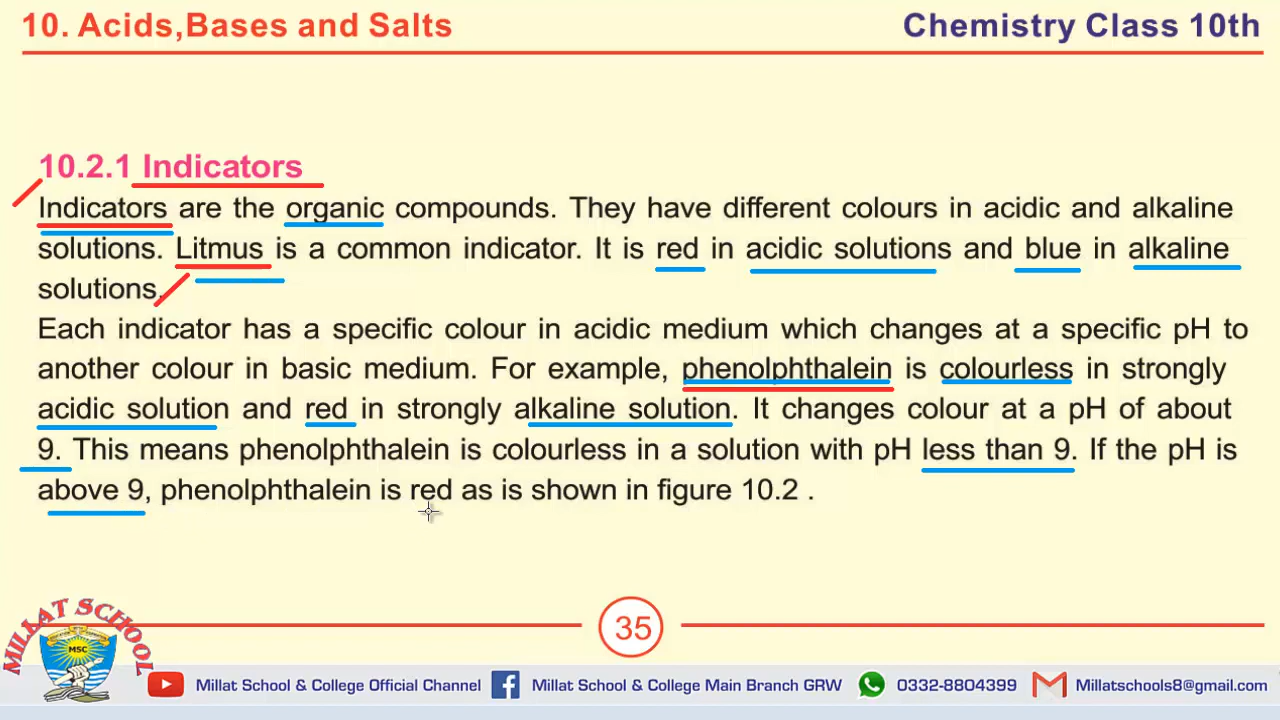 10. Acids,Bases and Salts
Chemistry Class 10th
10.2.1 Indicators
Indicators are the organic compounds. They have different colours in acidic and alkaline
solutions. Litmus is a common indicator. It is red in acidic solutions and blue in alkaline
solutions.
Each indicator has a specific colour in acidic medium which changes at a specific pH to
another colour in basic medium. For example, phenolphthalein is colourless in strongly
acidic solution and red in strongly alkaline solution. It changes colour at a pH of about
9. This means phenolphthalein is colourless in a solution with pH less than 9. If the pH is
above 9, phenolphthalein is red as is shown in figure 10.2 .
35
MILLAT SCHOOL
MSC
Millat School & College Official Channel
Millat School & College Main Branch GRW
0332-8804399
Millatschools8@gmail.com